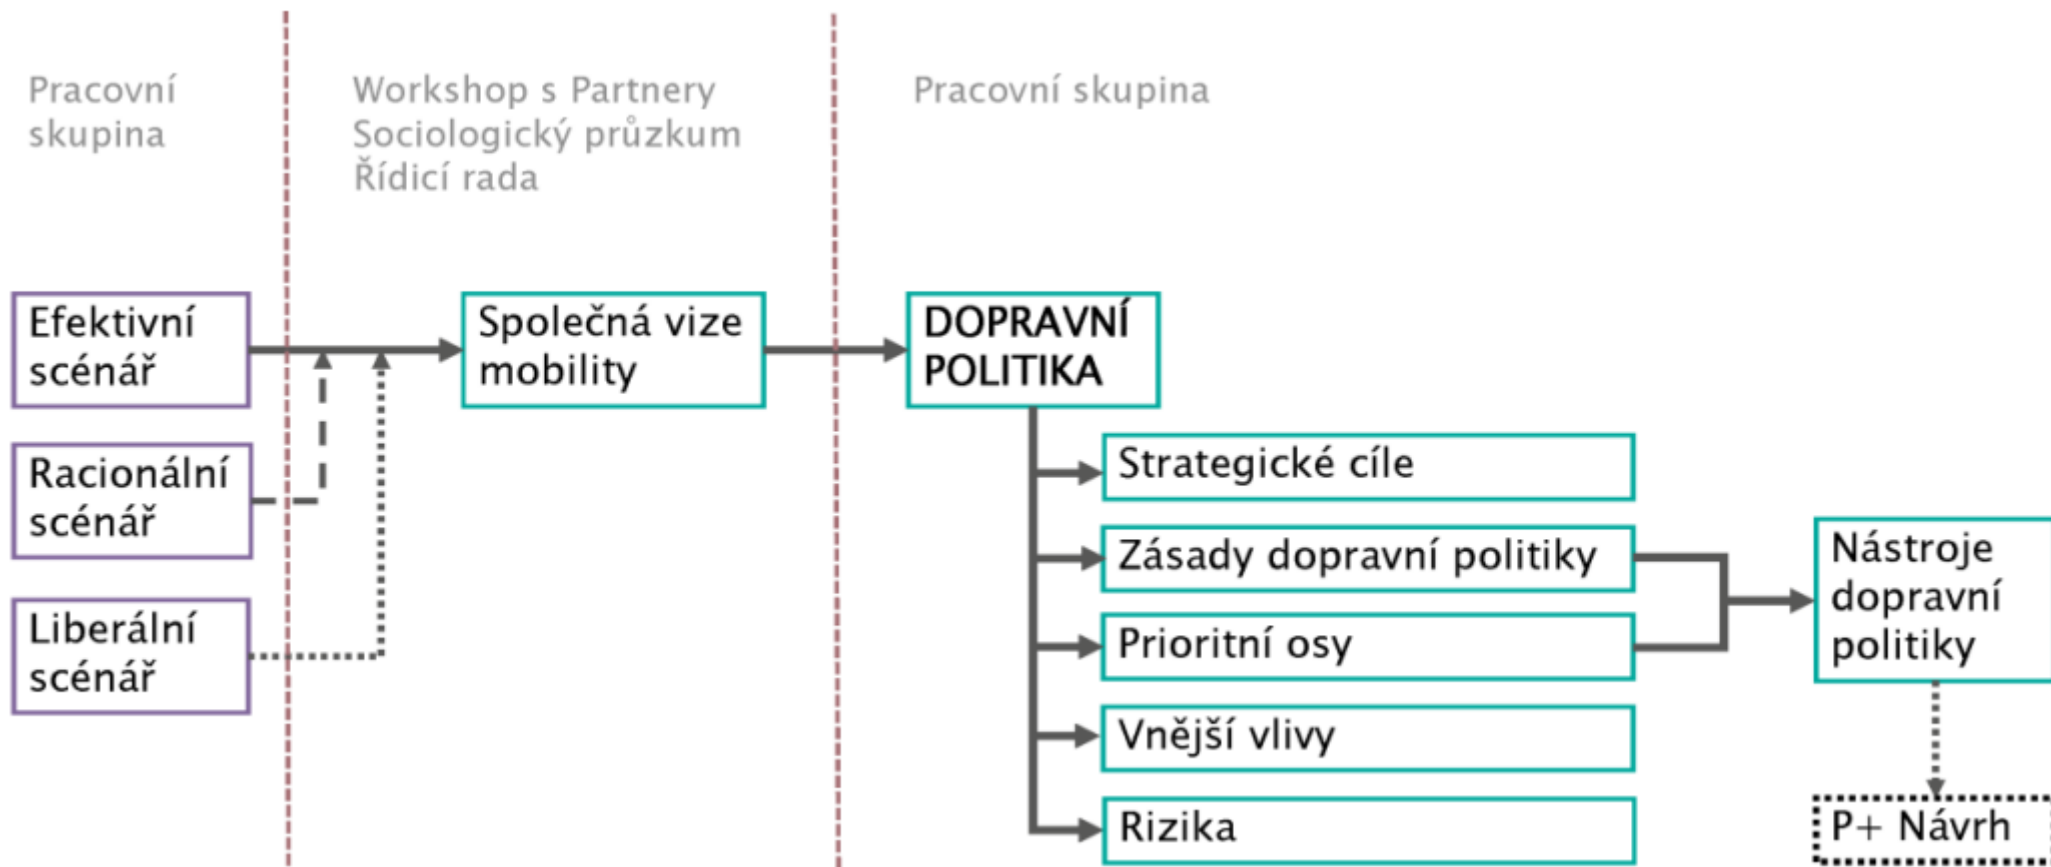 Pracovní
skupina
Workshop s Partnery
Sociologický průzkum
Řídicí rada
Pracovní skupina
Efektivní
scénář
Racionální
scénář
Liberální
scénář
Společná vize
mobility
DOPRAVNÍ
POLITIKA
Strategické cíle
Zásady dopravní politiky
Prioritní osy
Vnější vlivy
Rizika
Nástroje
dopravní
politiky
P+ Návrh